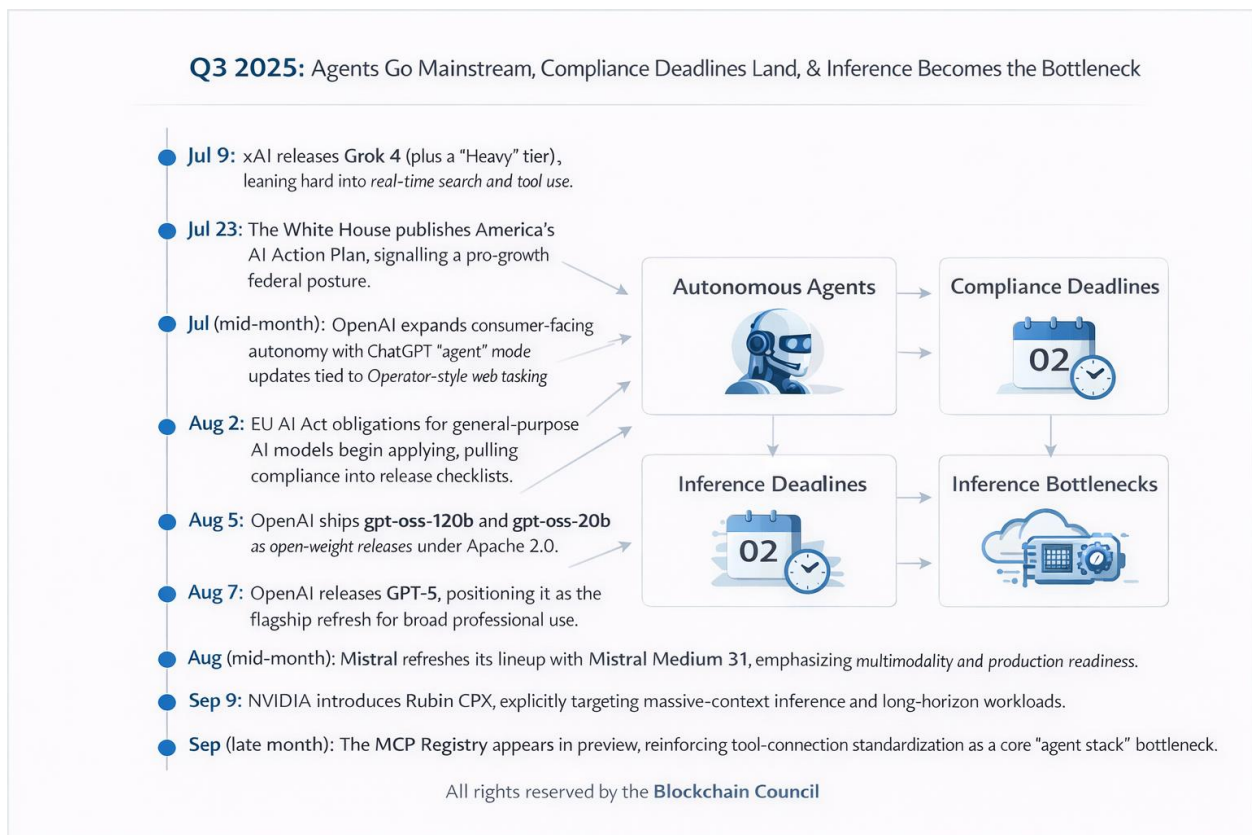 Q3 2025: Agents Go Mainstream, Compliance Deadlines Land, & Inference Becomes the Bottleneck
Jul 9: xAI releases Grok 4 (plus a "Heavy" tier),
leaning hard into real-time search and tool use.
Jul 23: The White House publishes America's
AI Action Plan, signalling a pro-growth
federal posture.
Jul (mid-month): OpenAI expands consumer-facing
autonomy with ChatGPT "agent" mode
updates tied to Operator-style web tasking
Aug 2: EU AI Act obligations for general-purpose
AI models begin applying, pulling
compliance into release checklists.
Aug 5: OpenAI ships gpt-oss-120b and gpt-oss-20b
as open-weight releases under Apache 2.0.
Aug 7: OpenAI releases GPT-5, positioning it as the
flagship refresh for broad professional use.
Aug (mid-month): Mistral refreshes its lineup with Mistral Medium 31, emphasizing multimodality and production readiness.
Sep 9: NVIDIA introduces Rubin CPX, explicitly targeting massive-context inference and long-horizon workloads.
Sep (late month): The MCP Registry appears in preview, reinforcing tool-connection standardization as a core "agent stack" bottleneck.
Autonomous Agents
Compliance Deadlines
02
Inference Deadlines
02
Inference Bottlenecks
All rights reserved by the Blockchain Council